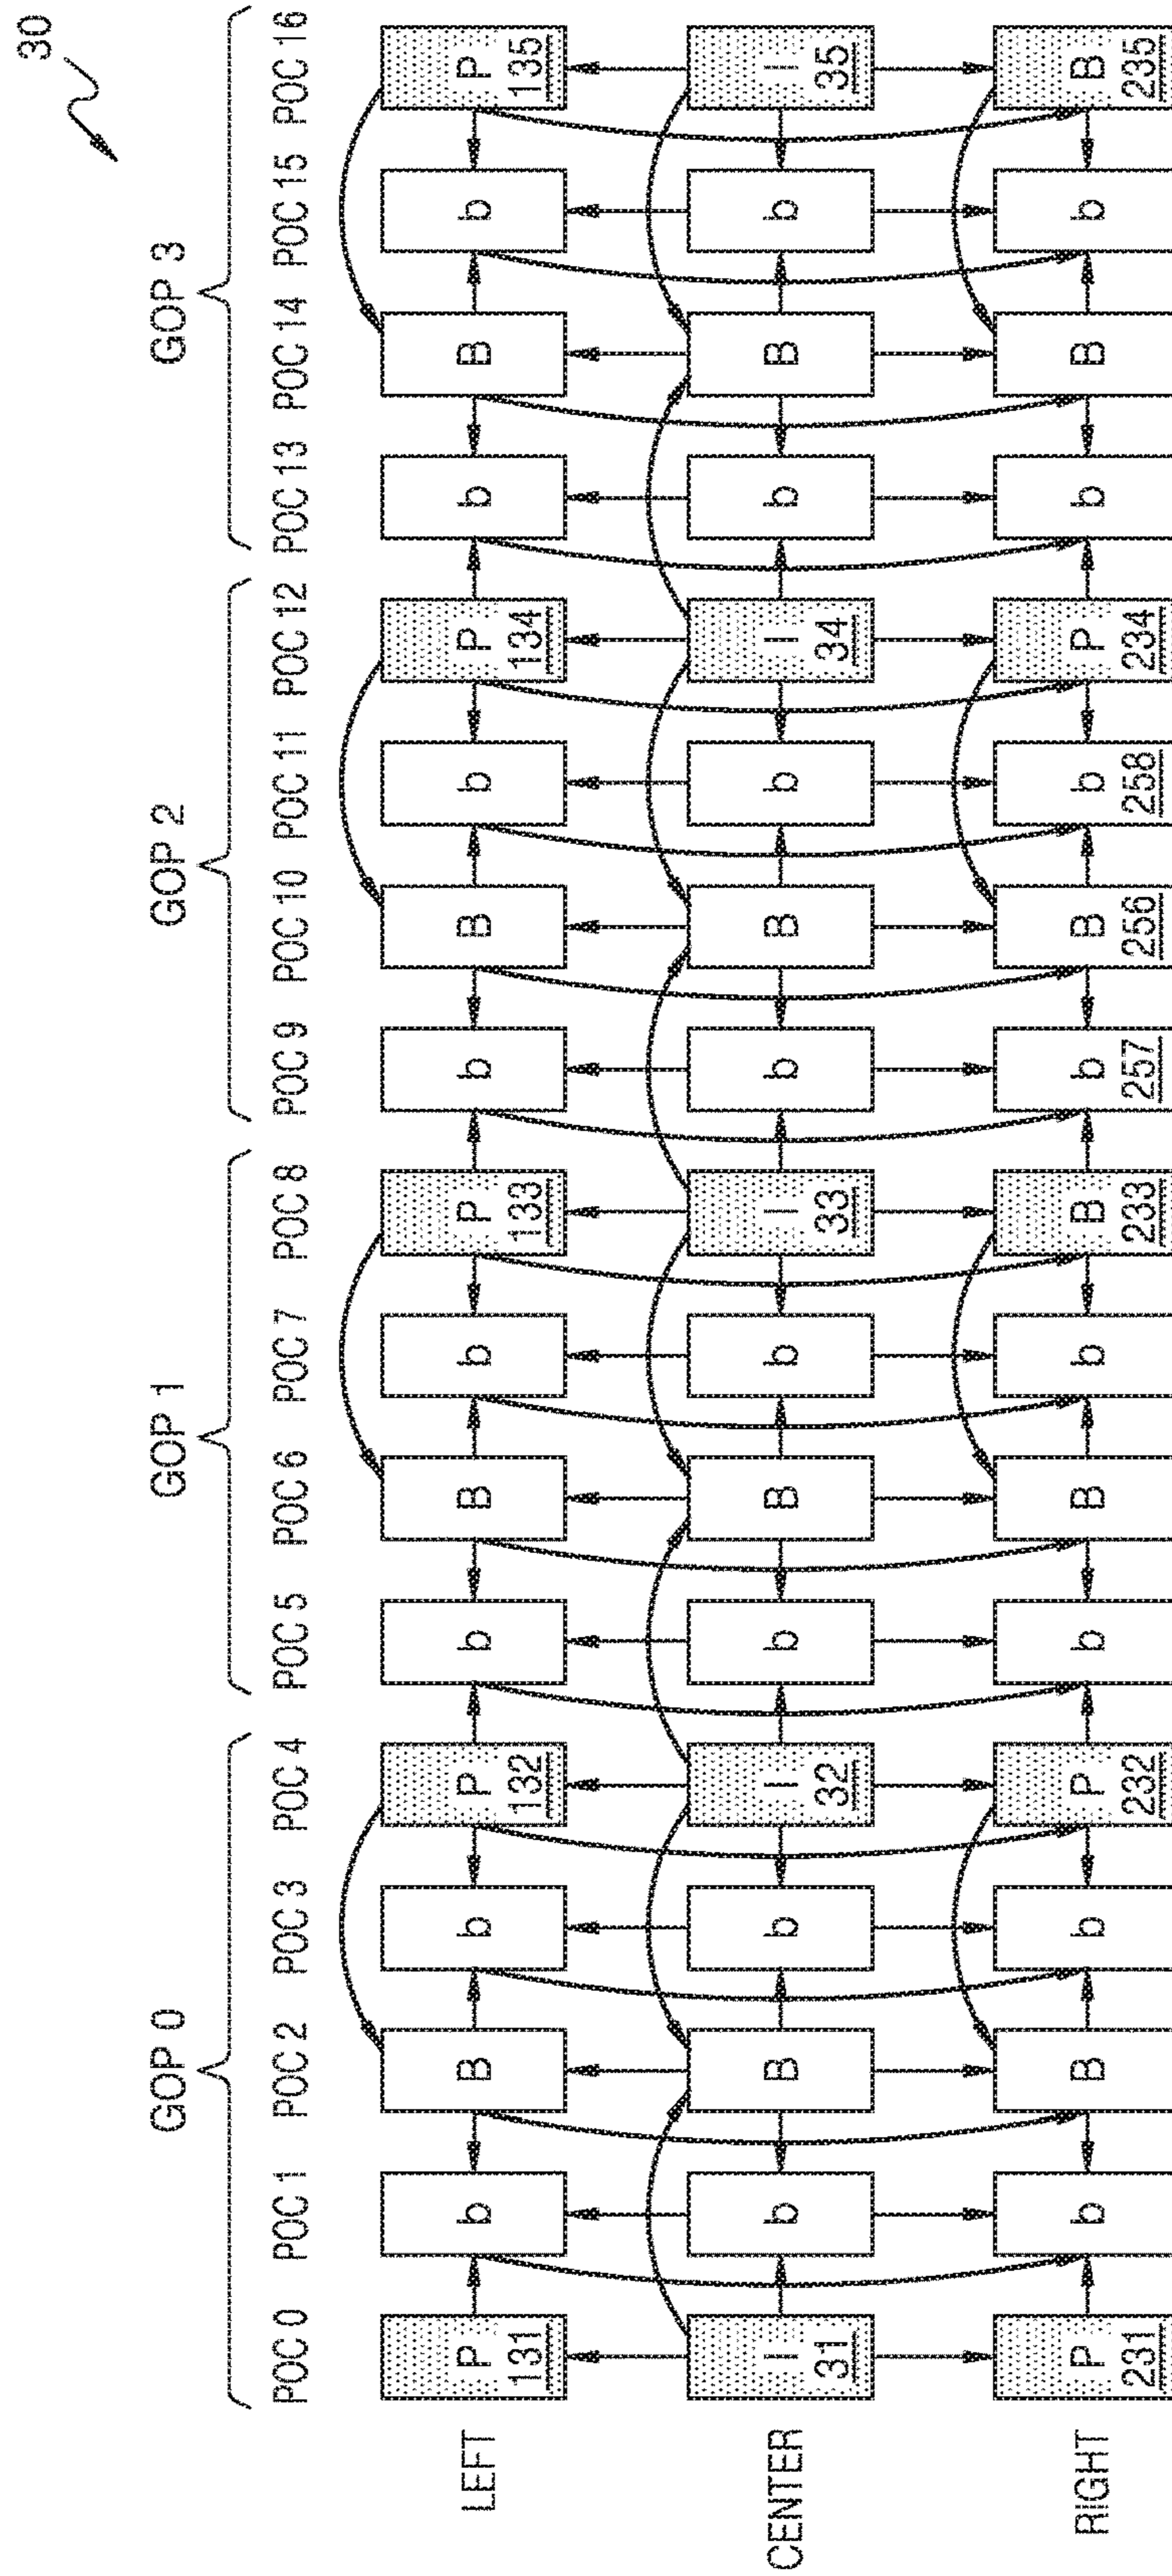 30
GOP 0 GOP 1 GOP 2 GOP 3
POC 0 POC 1 POC 2 POC 3 POC 4 POC 5 POC 6 POC 7 POC 8 POC 9 POC 10 POC 11 POC 12 POC 13 POC 14 POC 15 POC 16
LEFT P b B b P b B b P b B b P b B b P
131 132 133 134 135
CENTER I b B b I b B b I b B b I b B b I
31 32 33 34 35
RIGHT P b B b P b B b B b B b P b B b B
231 232 233 257 256 258 234 235